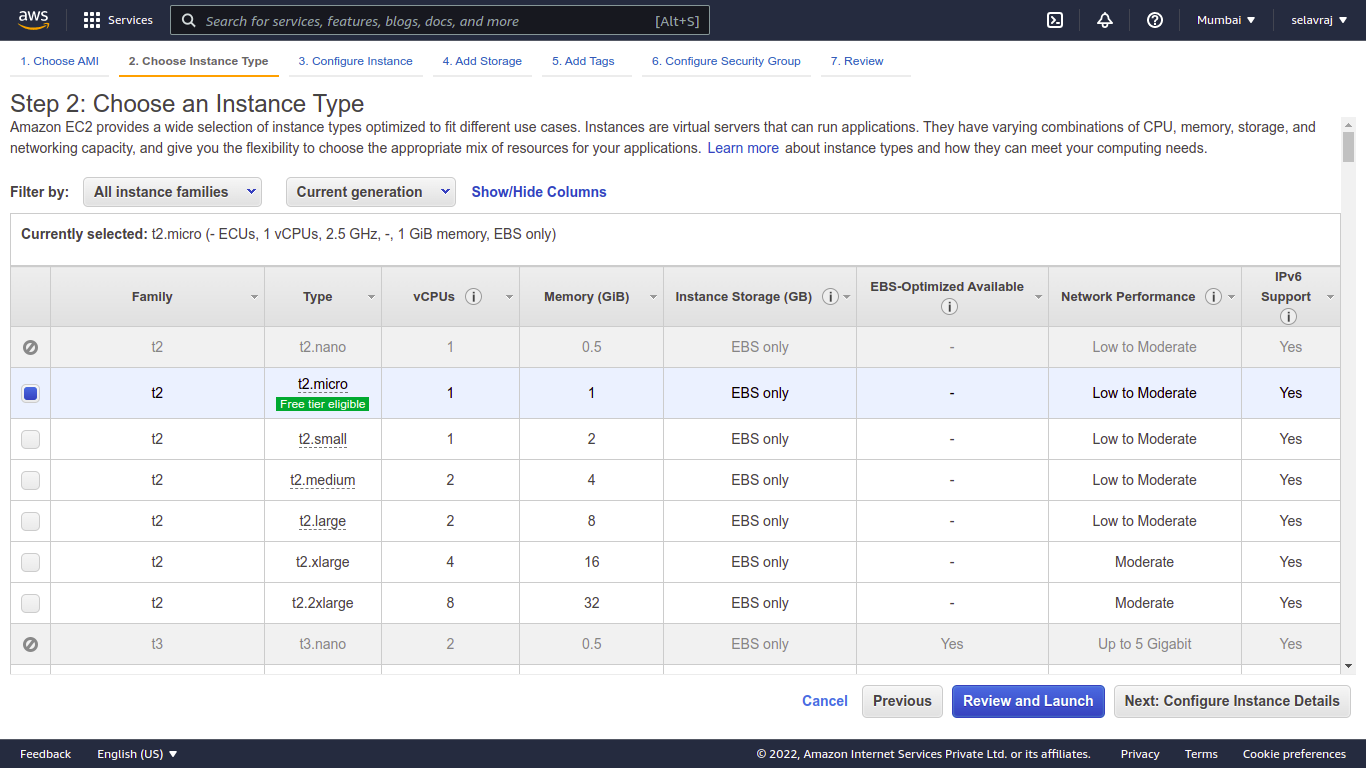 aws Services Search for services, features, blogs, docs, and more [Alt+S] Mumbai selavraj
1. Choose AMI 2. Choose Instance Type 3. Configure Instance 4. Add Storage 5. Add Tags 6. Configure Security Group 7. Review
Step 2: Choose an Instance Type
Amazon EC2 provides a wide selection of instance types optimized to fit different use cases. Instances are virtual servers that can run applications. They have varying combinations of CPU, memory, storage, and
networking capacity, and give you the flexibility to choose the appropriate mix of resources for your applications. Learn more about instance types and how they can meet your computing needs.
Filter by: All instance families Current generation Show/Hide Columns
Currently selected: t2.micro (- ECUs, 1 vCPUs, 2.5 GHz, -, 1 GiB memory, EBS only)
Family Type vCPUs Memory (GiB) Instance Storage (GB) EBS-Optimized Available Network Performance IPv6 Support
t2 t2.nano 1 0.5 EBS only - Low to Moderate Yes
t2 t2.micro 1 1 EBS only - Low to Moderate Yes
Free tier eligible
t2 t2.small 1 2 EBS only - Low to Moderate Yes
t2 t2.medium 2 4 EBS only - Low to Moderate Yes
t2 t2.large 2 8 EBS only - Low to Moderate Yes
t2 t2.xlarge 4 16 EBS only - Moderate Yes
t2 t2.2xlarge 8 32 EBS only - Moderate Yes
t3 t3.nano 2 0.5 EBS only Yes Up to 5 Gigabit Yes
Cancel Previous Review and Launch Next: Configure Instance Details
Feedback English (US) © 2022, Amazon Internet Services Private Ltd. or its affiliates. Privacy Terms Cookie preferences